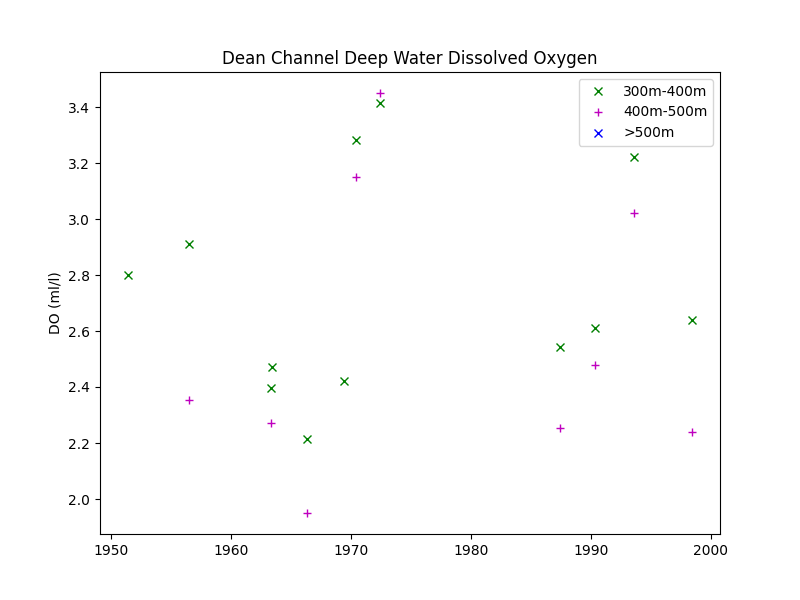 Dean Channel Deep Water Dissolved Oxygen
300m-400m
400m-500m
>500m
DO (ml/l)
3.4
3.2
3.0
2.8
2.6
2.4
2.2
2.0
1950 1960 1970 1980 1990 2000